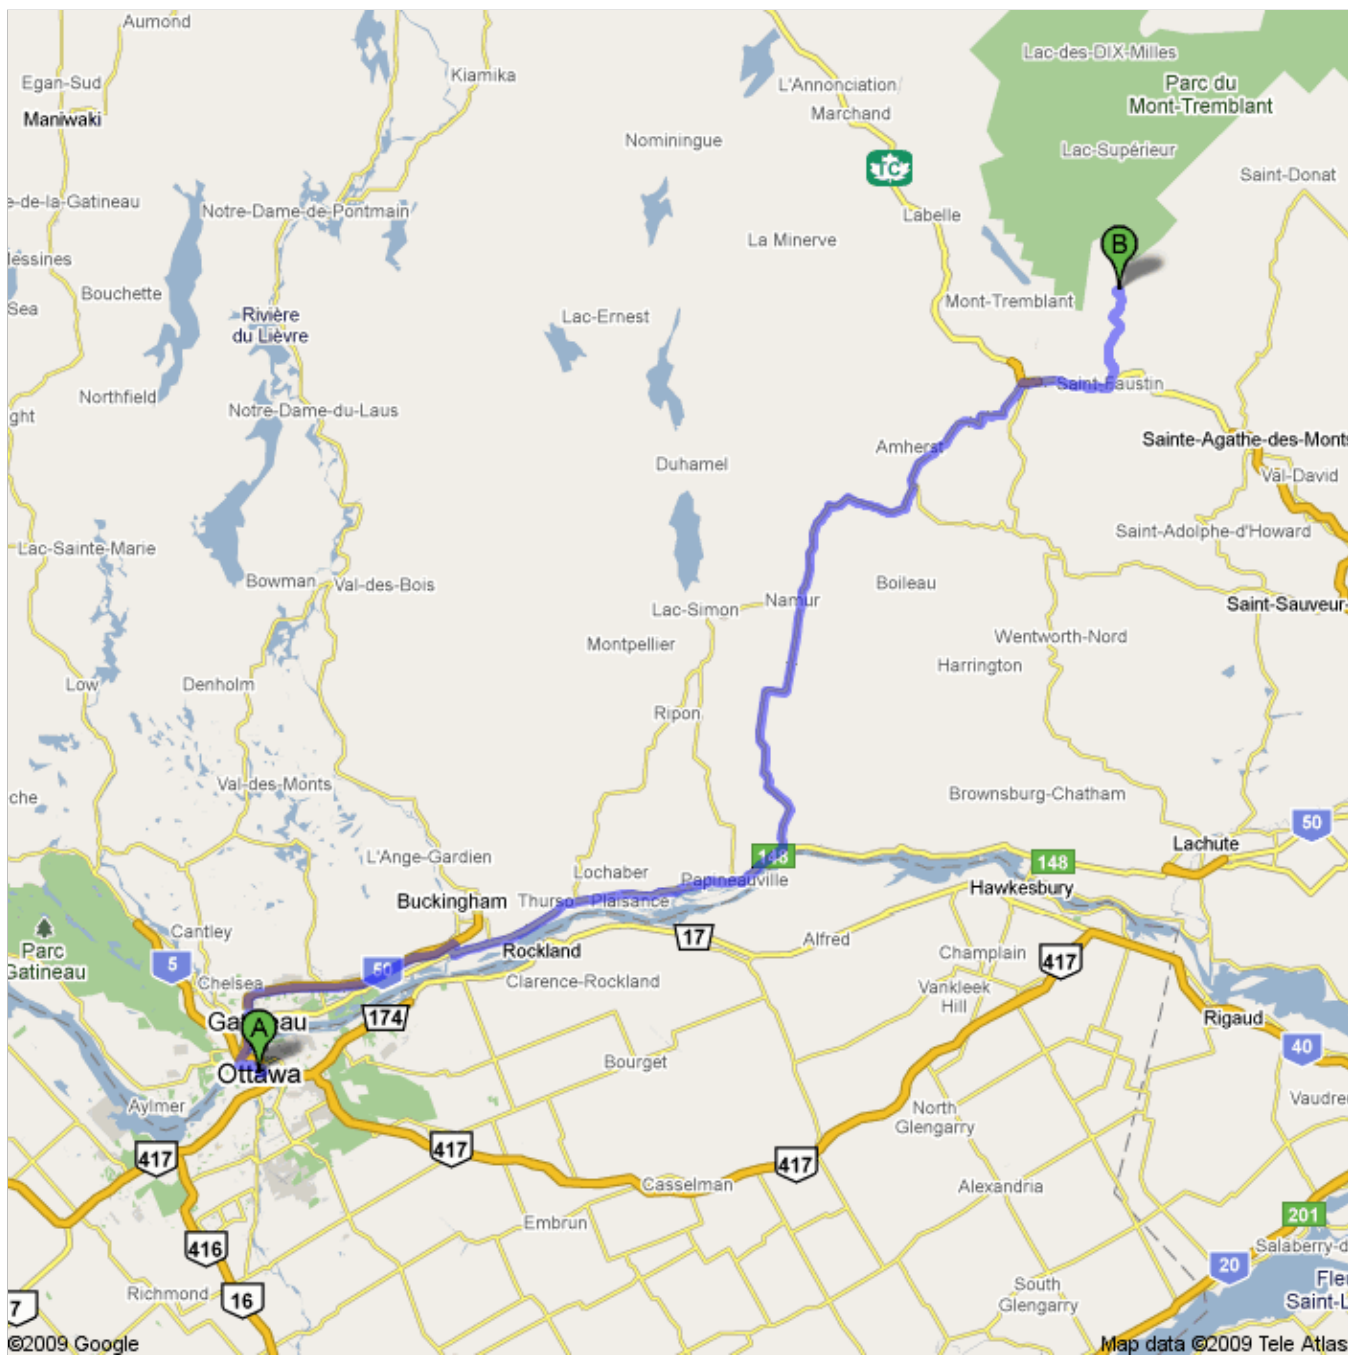 Aumond
Lac-des-DIX-Milles
Egan-Sud
Kiamika
L'Annonciation
Parc du
Mont-Tremblant
Maniwaki
Marchand
Nominingue
Lac-Supérieur
TC
Saint-Donat
e-de-la-Gatineau
Notre-Dame-de-Pontmain
Labelle
La Minerve
B
lessines
Bouchette
Mont-Tremblant
Sea
Rivière
du Lièvre
Lac-Ernest
Saint-Faustin
Northfield
ght
Notre-Dame-du-Laus
Amherst
Sainte-Agathe-des-Monts
Duhamel
Val-David
Saint-Adolphe-d'Howard
Lac-Sainte-Marie
Bowman
Val-des-Bois
Boileau
Lac-Simon
Namur
Saint-Sauveur-
Montpellier
Wentworth-Nord
Harrington
Low
Denholm
Ripon
Val-des-Monts
che
Brownsburg-Chatham
50
L'Ange-Gardien
148
Lachute
148
Lochaber
Papineauville
Hawkesbury
Buckingham
Thurso
Plaisance
Cantley
Parc
Gatineau
5
Rockland
17
Alfred
Champlain
417
50
Chelsea
Clarence-Rockland
Vankleek
Hill
174
Rigaud
A
Ottawa
40
Bourget
Aylmer
Vaudreu
North
Glengarry
417
417
417
Casselman
Alexandria
201
Embrun
416
Salaberry-d
20
South
Glengarry
Fleu
Saint-L
Richmond
16
7
©2009 Google
Map data ©2009 Tele Atlas